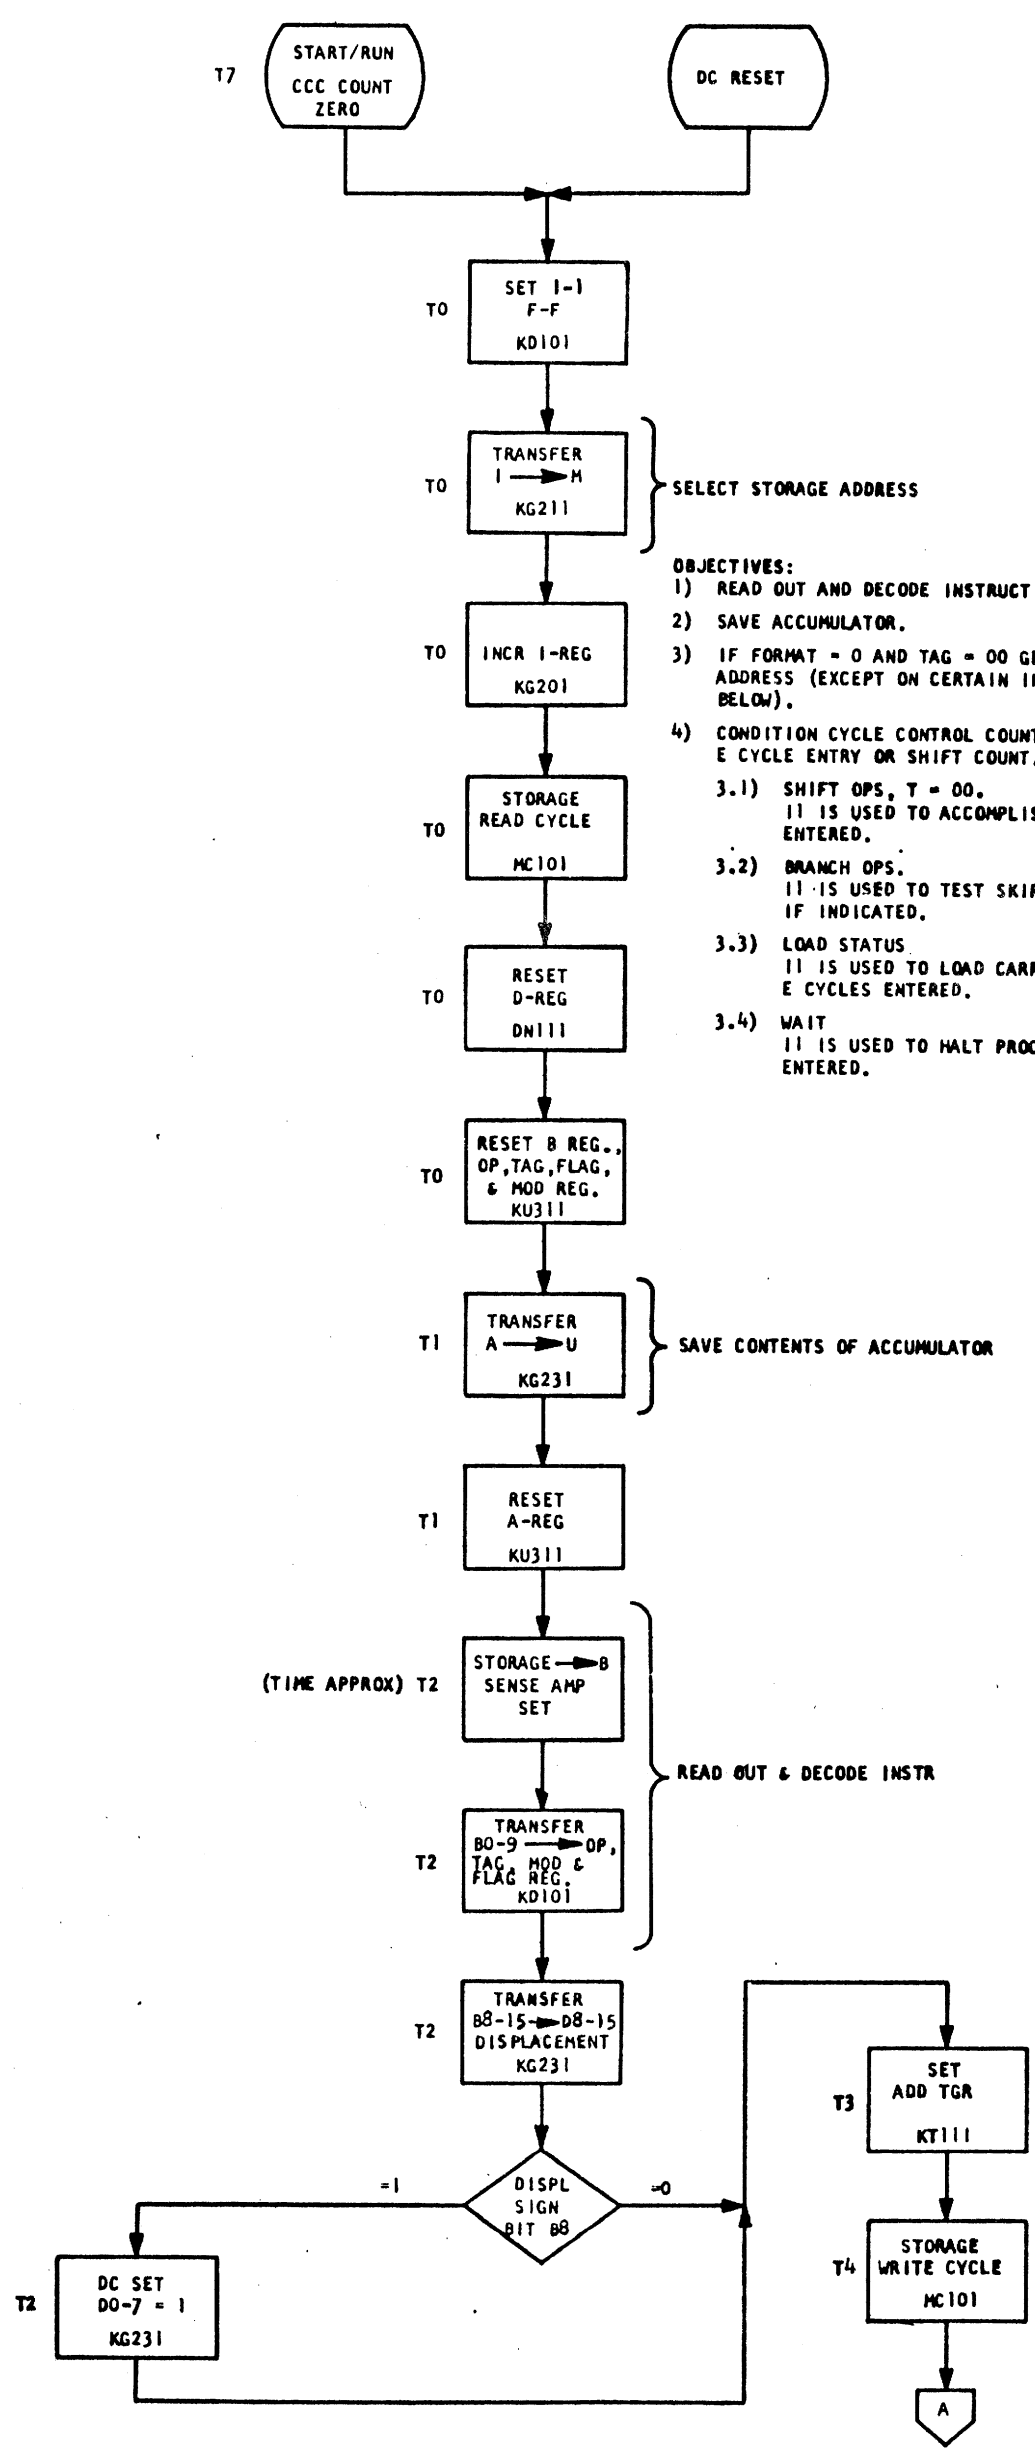 START/RUN
T7
CCC COUNT
ZERO
DC RESET
SET I-1
F-F
T0
KD101
TRANSFER
I M
T0
KG211
SELECT STORAGE ADDRESS
OBJECTIVES:
1) READ OUT AND DECODE INSTRUCT
2) SAVE ACCUMULATOR.
3) IF FORMAT = 0 AND TAG = 00
ADDRESS (EXCEPT ON CERTAIN
BELOW).
4) CONDITION CYCLE CONTROL COUNT
E CYCLE ENTRY OR SHIFT COUNT.
3.1) SHIFT OPS, T = 00.
I1 IS USED TO ACCOMPLIS
ENTERED.
3.2) BRANCH OPS.
I1 IS USED TO TEST SKIP
IF INDICATED.
3.3) LOAD STATUS
I1 IS USED TO LOAD CARR
E CYCLES ENTERED.
3.4) WAIT
I1 IS USED TO HALT PROC
ENTERED.
T0
INCR I-REG
KG201
STORAGE
READ CYCLE
T0
MC101
RESET
D-REG
T0
DN111
RESET B REG.,
OP,TAG,FLAG,
T0
& MOD REG.
KU311
TRANSFER
T1
A U
KG231
SAVE CONTENTS OF ACCUMULATOR
RESET
T1
A-REG
KU311
STORAGE B
(TIME APPROX) T2
SENSE AMP
SET
READ OUT & DECODE INSTR
TRANSFER
B0-9 OP,
T2
TAG, MOD &
FLAG REG.
KD101
TRANSFER
B8-15 D8-15
T2
DISPLACEMENT
KG231
DISPL
SIGN
BIT B8
=1
=0
DC SET
T2
D0-7 = 1
KG231
SET
T3
ADD TGR
KT111
STORAGE
T4
WRITE CYCLE
MC101
A